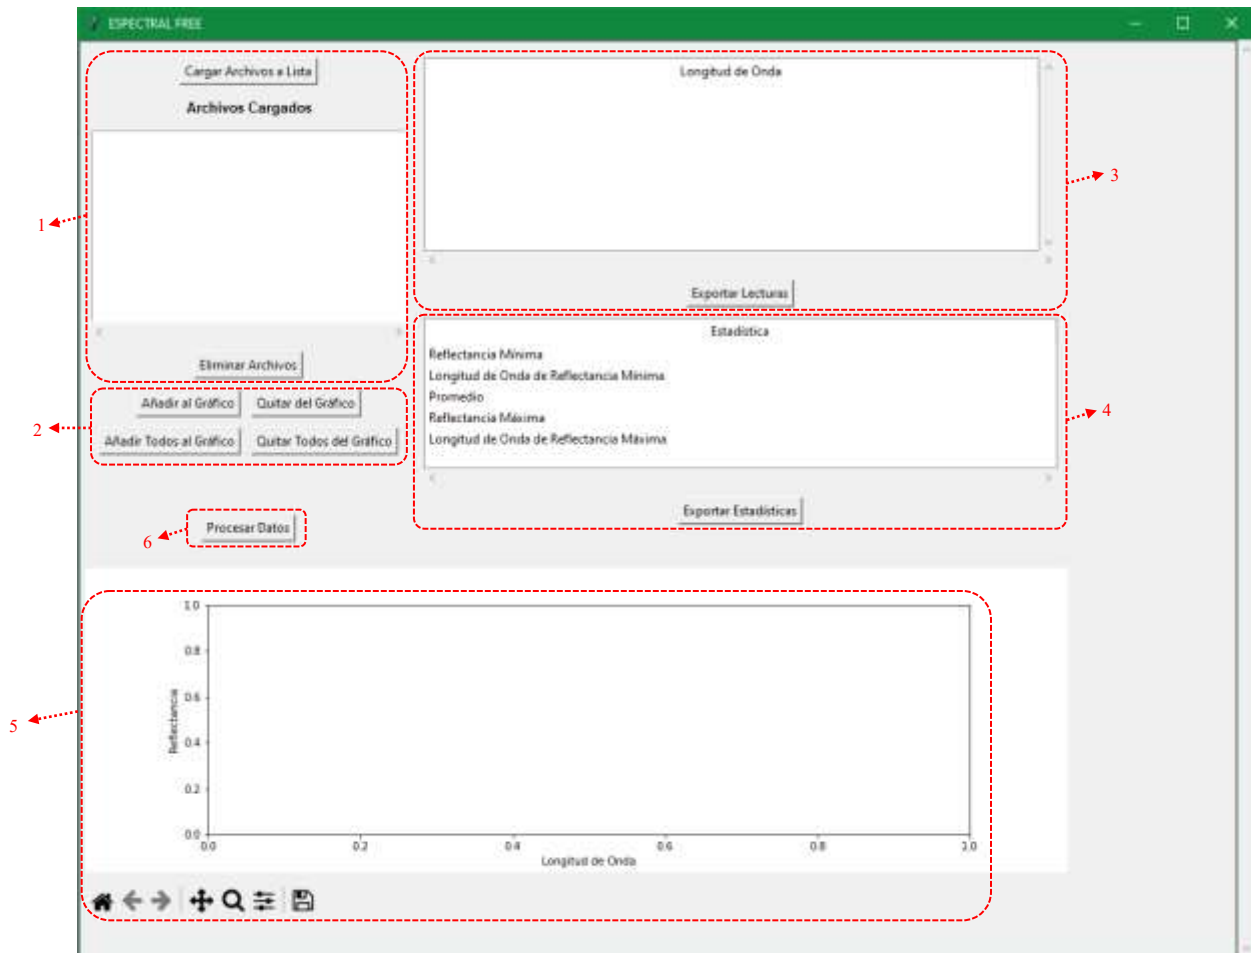 ESPECTRAL FREE
Cargar Archivos a Lista
Archivos Cargados
1
Eliminar Archivos
Añadir al Gráfico
Quitar del Gráfico
2
Añadir Todos al Gráfico
Quitar Todos del Gráfico
Procesar Datos
6
Longitud de Onda
3
Exportar Lecturas
Estadística
Reflectancia Mínima
Longitud de Onda de Reflectancia Mínima
Promedio
Reflectancia Máxima
Longitud de Onda de Reflectancia Máxima
4
Exportar Estadísticas
5
Reflectancia
1.0
0.8
0.6
0.4
0.2
0.0
0.0 0.2 0.4 0.6 0.8 1.0
Longitud de Onda